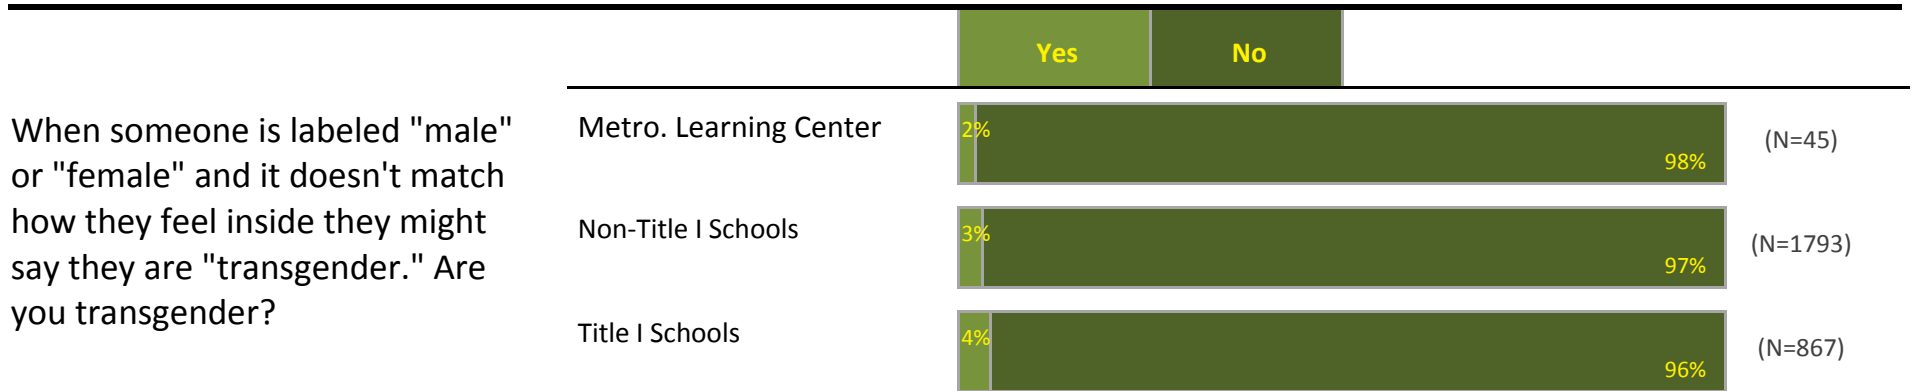 Yes No
When someone is labeled "male"
or "female" and it doesn't match
how they feel inside they might
say they are "transgender." Are
you transgender?
Metro. Learning Center 2% 98% (N=45)
Non-Title I Schools 3% 97% (N=1793)
Title I Schools 4% 96% (N=867)